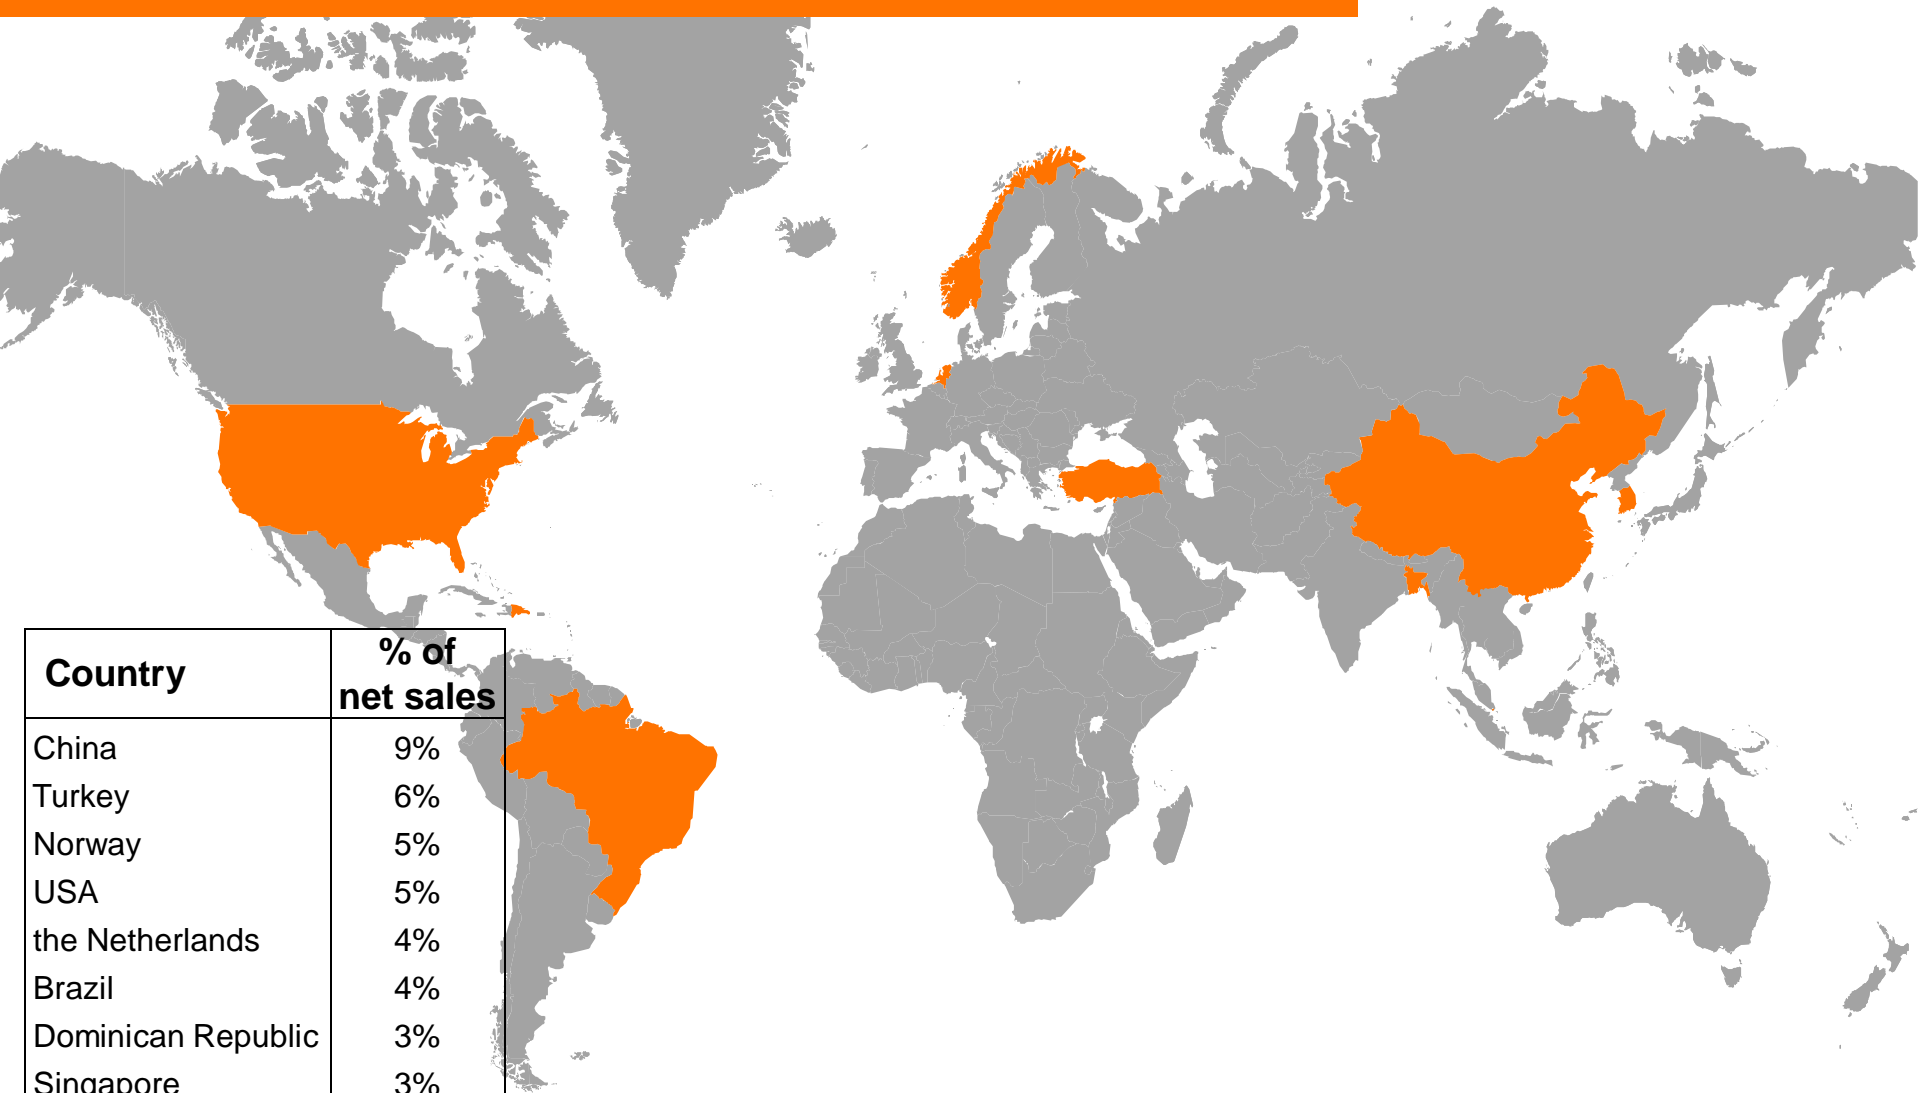 Country % of
net sales
China 9%
Turkey 6%
Norway 5%
USA 5%
the Netherlands 4%
Brazil 4%
Dominican Republic 3%
Singapore 3%